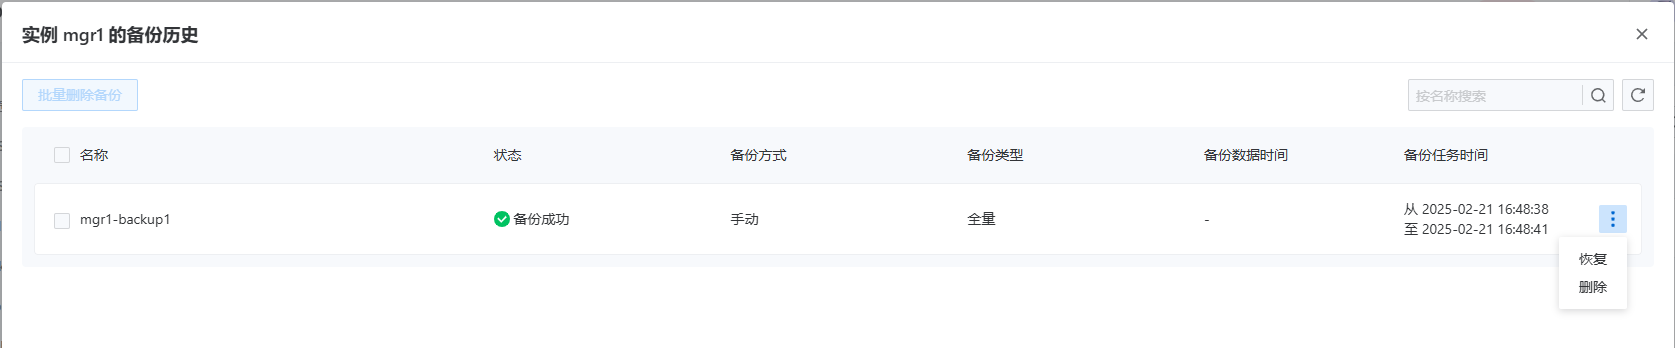 实例 mgr1 的备份历史
批量删除备份
按名称搜索
名称 状态 备份方式 备份类型 备份数据时间 备份任务时间
mgr1-backup1 备份成功 手动 全量 - 从 2025-02-21 16:48:38
至 2025-02-21 16:48:41
恢复
删除